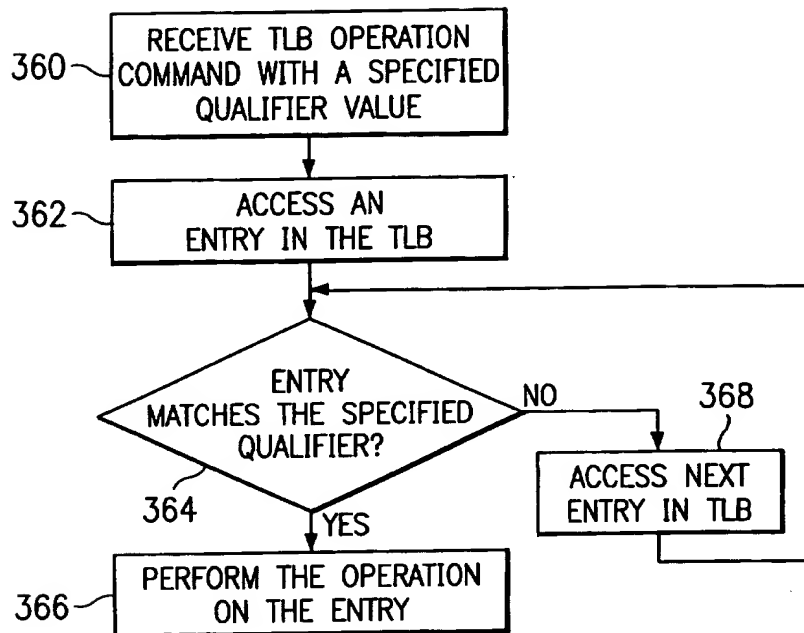 360
RECEIVE TLB OPERATION
COMMAND WITH A SPECIFIED
QUALIFIER VALUE
362
ACCESS AN
ENTRY IN THE TLB
ENTRY
MATCHES THE SPECIFIED
QUALIFIER?
364
NO
368
ACCESS NEXT
ENTRY IN TLB
YES
366
PERFORM THE OPERATION
ON THE ENTRY